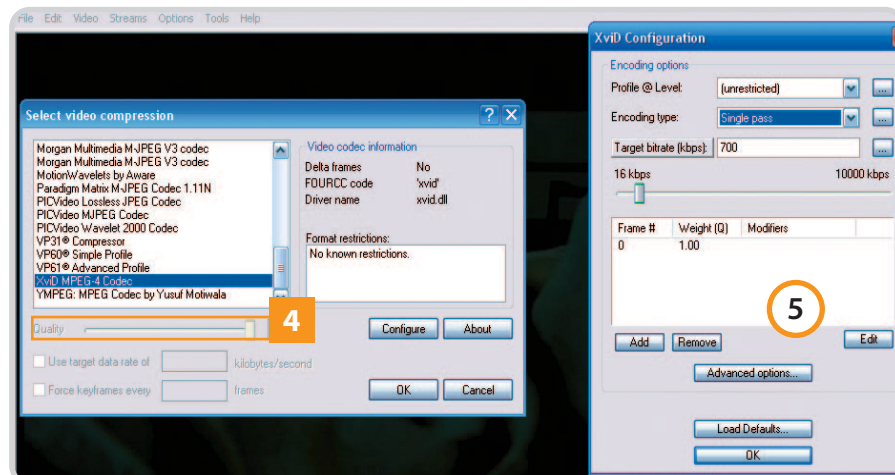 File Edit Video Streams Options Tools Help
Select video compression
Morgan Multimedia M-JPEG V3 codec
Morgan Multimedia M-JPEG V3 codec
MotionWavelets by Aware
Paradigm Matrix M-JPEG Codec 1.11N
PICVideo Lossless JPEG Codec
PICVideo MJPEG Codec
PICVideo Wavelet 2000 Codec
VP31® Compressor
VP60® Simple Profile
VP61® Advanced Profile
XviD MPEG-4 Codec
YMPEG: MPEG Codec by Yusuf Motiwala
Video codec information
Delta frames No
FOURCC code 'xvid'
Driver name xvid.dll
Format restrictions:
No known restrictions.
Quality
4
Configure About
Use target data rate of kilobytes/second
Force keyframes every frames
OK Cancel
XviD Configuration
Encoding options
Profile @ Level: (unrestricted) ...
Encoding type: Single pass ...
Target bitrate (kbps): 700 ...
16 kbps 10000 kbps
Frame # Weight (Q) Modifiers
0 1.00
5
Add Remove Edit
Advanced options...
Load Defaults...
OK